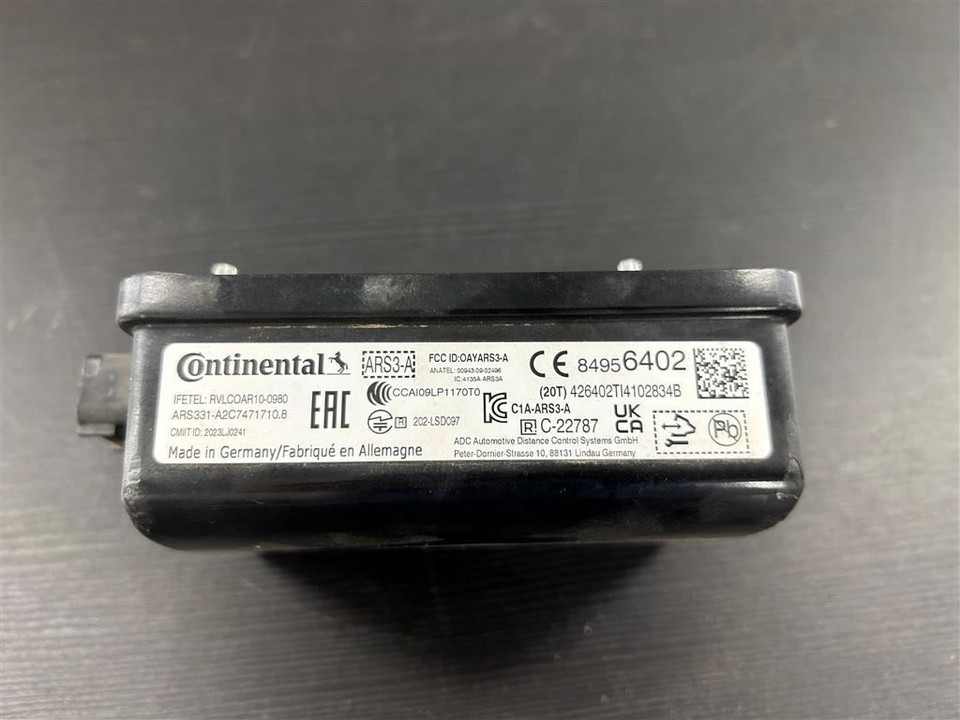 Continental
ARS3-A
FCC ID:OAYARS3-A
ANATEL: 00943-09-02496
IC:4135A-ARS3A
CE 84956402
(20T) 426402TI4102834B
IFETEL: RVLCOAR10-0980
ARS331-A2C7471710.8
CMIIT ID: 2023LJ0241
EAC
CCAI09LP1170T0
R 202-LSD097
C1A-ARS3-A
R C-22787
UKCA
Pb
Made in Germany/Fabriqué en Allemagne
ADC Automotive Distance Control Systems GmbH
Peter-Dornier-Strasse 10, 88131 Lindau Germany